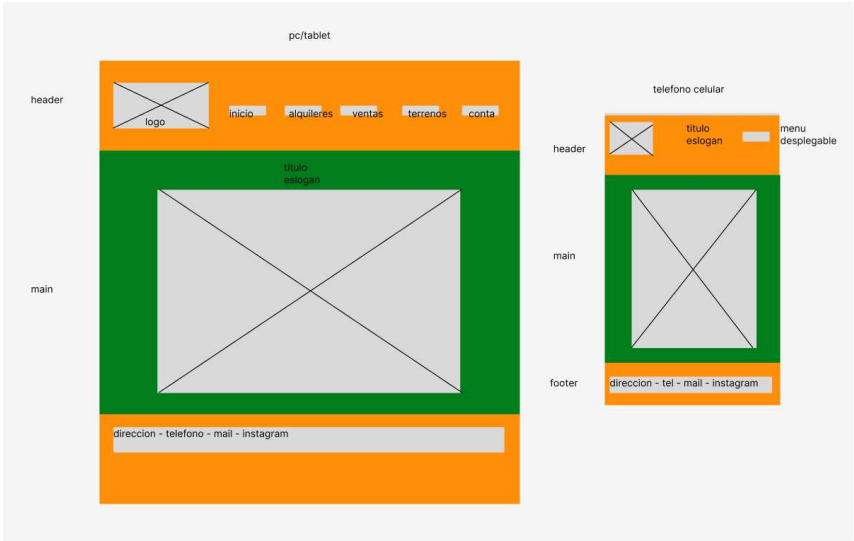 pc/tablet
header
logo
inicio
alquileres
ventas
terrenos
conta
titulo
eslogan
main
direccion - telefono - mail - instagram
telefono celular
header
titulo
eslogan
menu
desplegable
main
footer
direccion - tel - mail - instagram